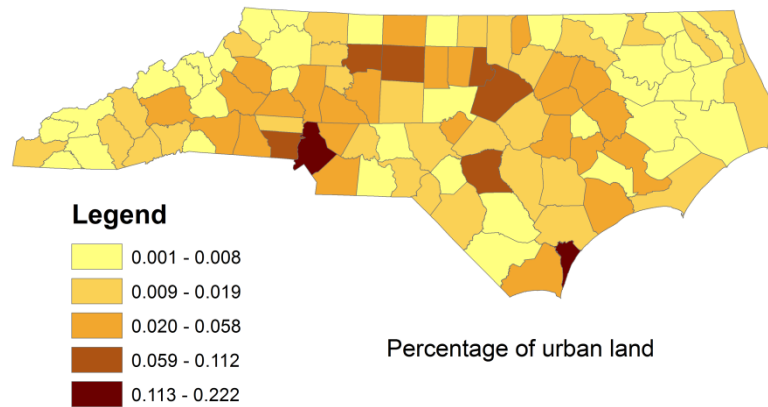 Legend
0.001 - 0.008
0.009 - 0.019
0.020 - 0.058
0.059 - 0.112
0.113 - 0.222
Percentage of urban land